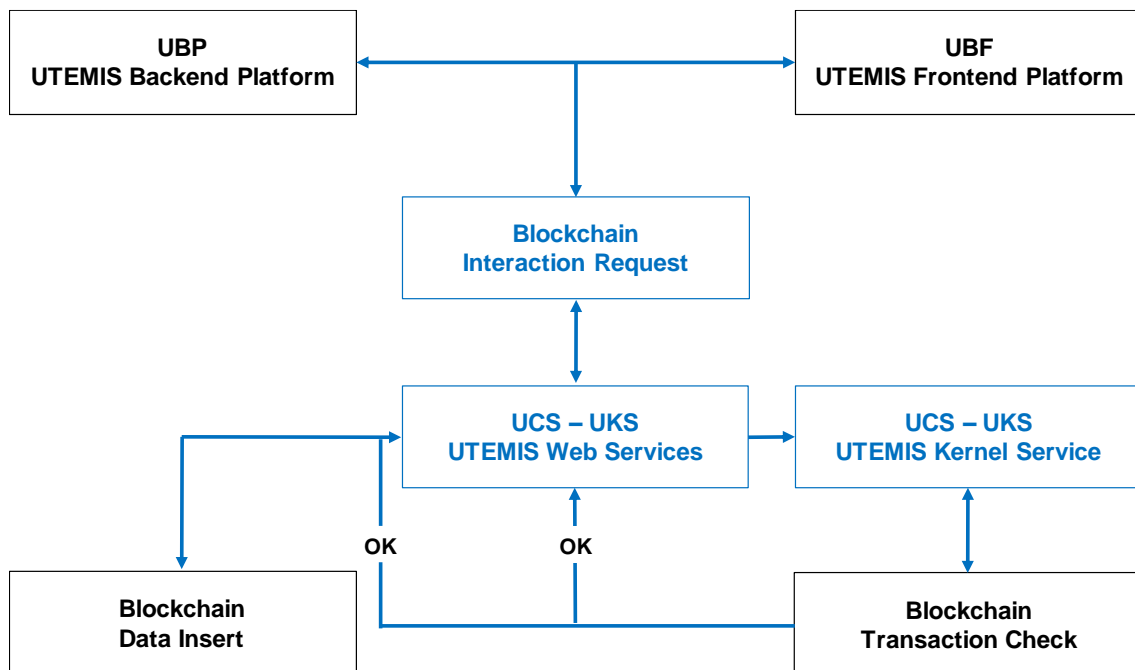 UBP
UTEMIS Backend Platform
UBF
UTEMIS Frontend Platform
Blockchain
Interaction Request
UCS – UKS
UTEMIS Web Services
UCS – UKS
UTEMIS Kernel Service
OK
OK
Blockchain
Data Insert
Blockchain
Transaction Check